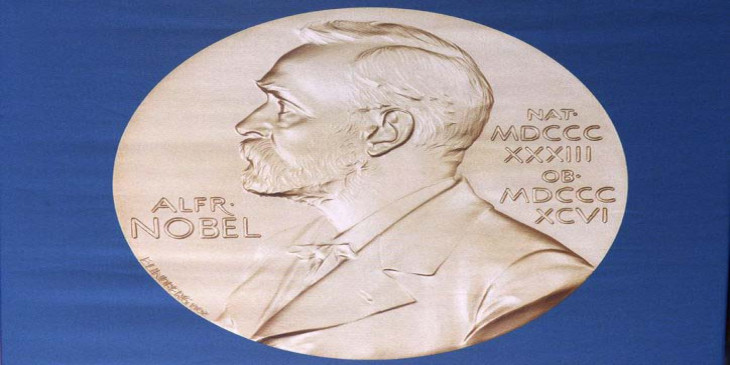 ALFR·
NOBEL
NAT·
MDCCC
XXXIII
OB·
MDCCC
XCVI